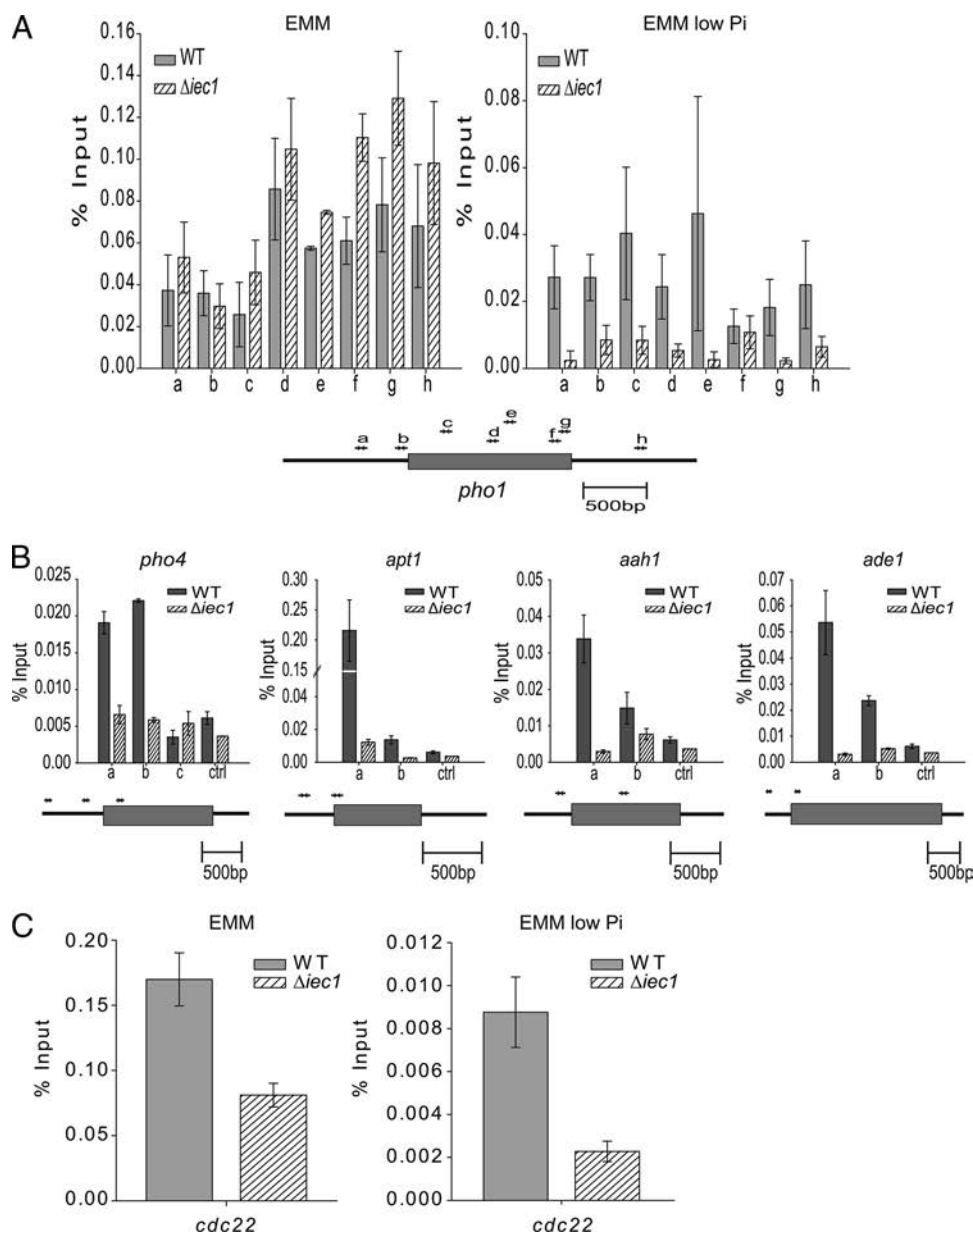 A
EMM
EMM low Pi
WT
Δiec1
% Input
0.16
0.14
0.12
0.10
0.08
0.06
0.04
0.02
0.00
a b c d e f g h
WT
Δiec1
% Input
0.10
0.08
0.06
0.04
0.02
0.00
a b c d e f g h
a b c d e f g h
pho1
500bp
B
pho4
WT
Δiec1
% Input
0.025
0.020
0.015
0.010
0.005
0.000
a b c ctrl
500bp
apt1
WT
Δiec1
% Input
0.30
0.25
0.20
0.15
0.04
0.02
0.00
a b ctrl
500bp
aah1
WT
Δiec1
% Input
0.05
0.04
0.03
0.02
0.01
0.00
a b ctrl
500bp
ade1
WT
Δiec1
% Input
0.07
0.06
0.05
0.04
0.03
0.02
0.01
0.00
a b ctrl
500bp
C
EMM
WT
Δiec1
% Input
0.20
0.15
0.10
0.05
0.00
cdc22
EMM low Pi
WT
Δiec1
% Input
0.012
0.010
0.008
0.006
0.004
0.002
0.000
cdc22